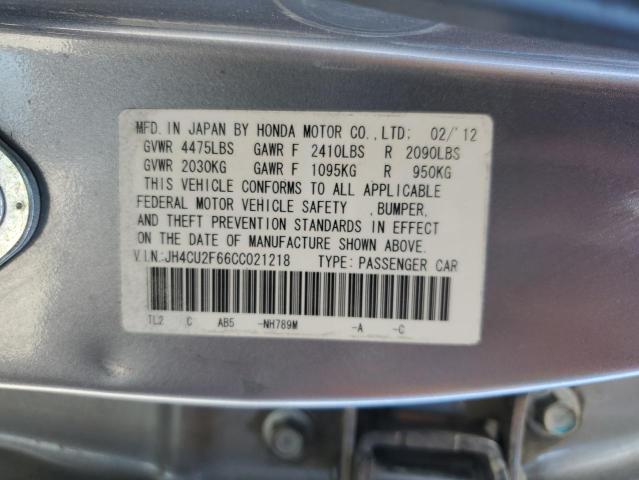 MFD. IN JAPAN BY HONDA MOTOR CO.,LTD: 02/'12
GVWR 4475LBS GAWR F 2410LBS R 2090LBS
GVWR 2030KG GAWR F 1095KG R 950KG
THIS VEHICLE CONFORMS TO ALL APPLICABLE
FEDERAL MOTOR VEHICLE SAFETY ,BUMPER,
AND THEFT PREVENTION STANDARDS IN EFFECT
ON THE DATE OF MANUFACTURE SHOWN ABOVE.
V.I.N:JH4CU2F66CC021218 TYPE:PASSENGER CAR
TL2 C AB5 -NH789M -A -C